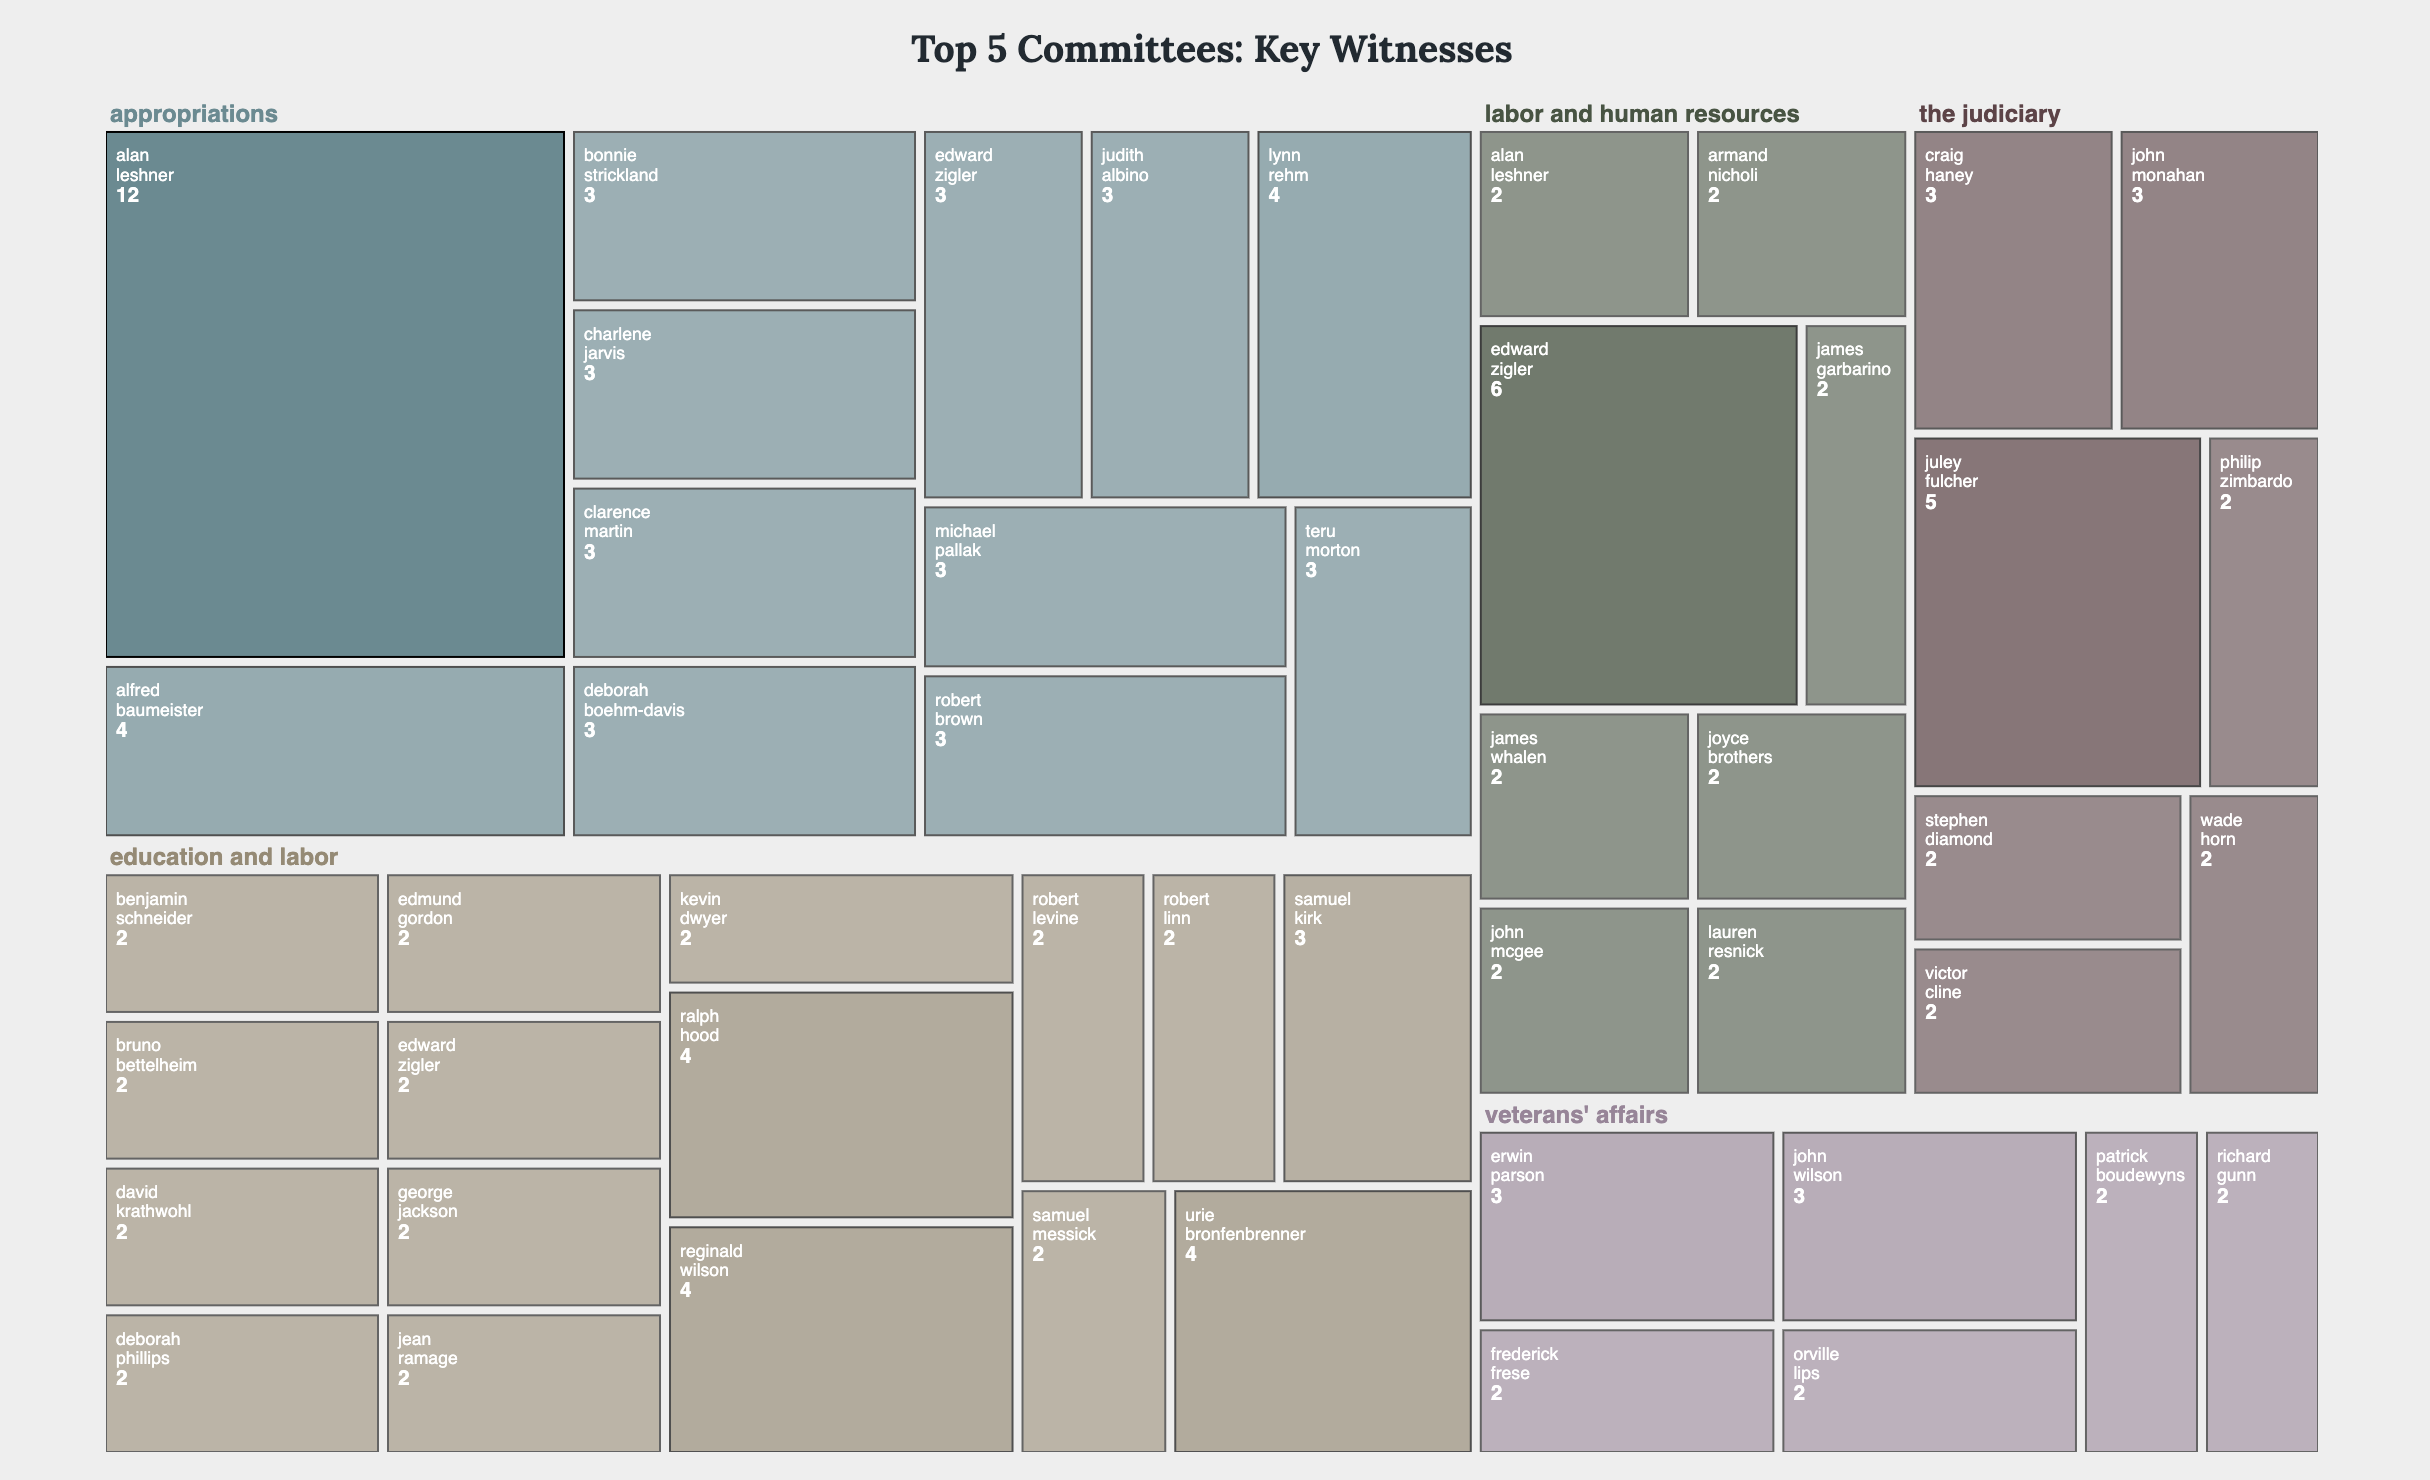 Top 5 Committees: Key Witnesses
appropriations
alan
leshner
12
alfred
baumeister
4
bonnie
strickland
3
charlene
jarvis
3
clarence
martin
3
deborah
boehm-davis
3
edward
zigler
3
judith
albino
3
lynn
rehm
4
michael
pallak
3
robert
brown
3
teru
morton
3
education and labor
benjamin
schneider
2
bruno
bettelheim
2
david
krathwohl
2
deborah
phillips
2
edmund
gordon
2
edward
zigler
2
george
jackson
2
jean
ramage
2
kevin
dwyer
2
ralph
hood
4
reginald
wilson
4
robert
levine
2
robert
linn
2
samuel
kirk
3
samuel
messick
2
urie
bronfenbrenner
4
labor and human resources
alan
leshner
2
armand
nicholi
2
edward
zigler
6
james
garbarino
2
james
whalen
2
joyce
brothers
2
john
mcgee
2
lauren
resnick
2
the judiciary
craig
haney
3
john
monahan
3
juley
fulcher
5
philip
zimbardo
2
stephen
diamond
2
victor
cline
2
wade
horn
2
veterans' affairs
erwin
parson
3
john
wilson
3
frederick
frese
2
orville
lips
2
patrick
boudewyns
2
richard
gunn
2